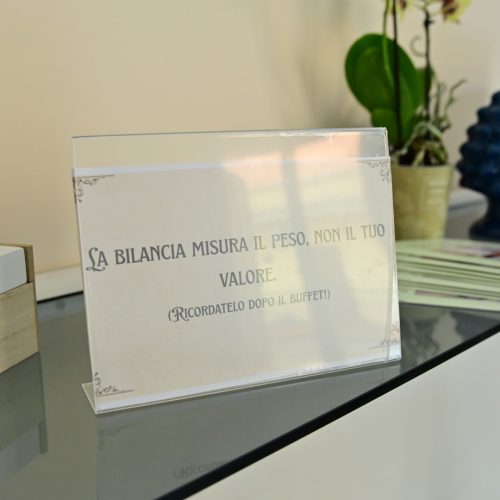 La bilancia misura il peso, non il tuo
valore.
(Ricordatelo dopo il buffet!)